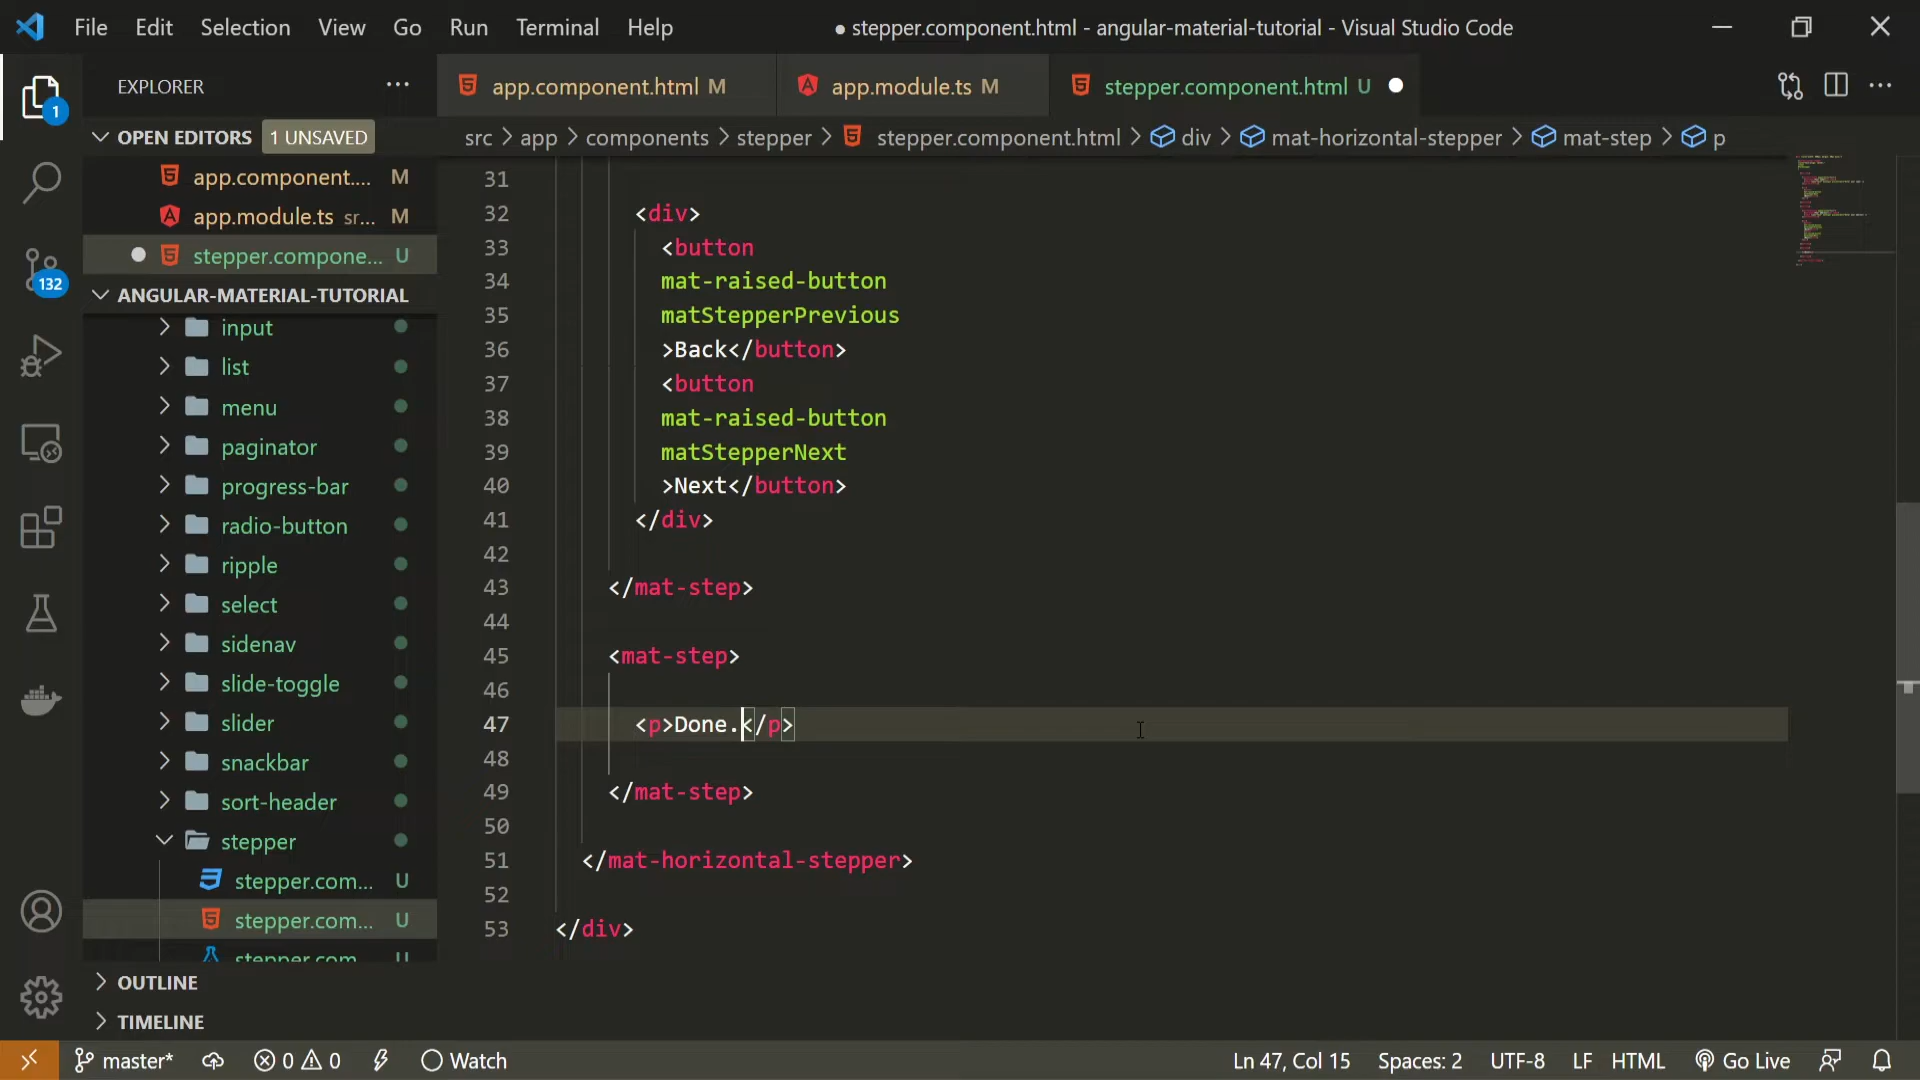 File Edit Selection View Go Run Terminal Help
● stepper.component.html - angular-material-tutorial - Visual Studio Code
EXPLORER
app.component.html M
app.module.ts M
stepper.component.html U
1
OPEN EDITORS 1 UNSAVED
src > app > components > stepper > stepper.component.html > div > mat-horizontal-stepper > mat-step > p
app.component.... M
app.module.ts sr... M
stepper.compone... U
132
ANGULAR-MATERIAL-TUTORIAL
input
list
menu
paginator
progress-bar
radio-button
ripple
select
sidenav
slide-toggle
slider
snackbar
sort-header
stepper
stepper.com... U
stepper.com... U
stepper.com... U
OUTLINE
TIMELINE
31
32 <div>
33 <button
34 mat-raised-button
35 matStepperPrevious
36 >Back</button>
37 <button
38 mat-raised-button
39 matStepperNext
40 >Next</button>
41 </div>
42
43 </mat-step>
44
45 <mat-step>
46
47 <p>Done.</p>
48
49 </mat-step>
50
51 </mat-horizontal-stepper>
52
53 </div>
master* 0 0 Watch
Ln 47, Col 15 Spaces: 2 UTF-8 LF HTML Go Live